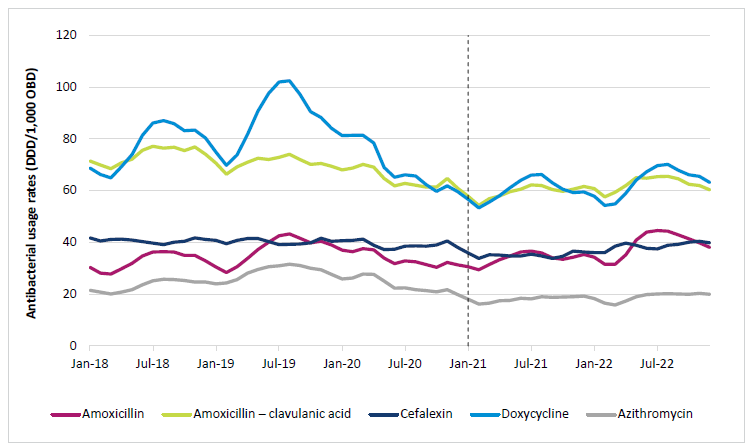 Antibacterial usage rates (DDD/1,000 OBD)
120
100
80
60
40
20
0
Jan-18 Jul-18 Jan-19 Jul-19 Jan-20 Jul-20 Jan-21 Jul-21 Jan-22 Jul-22
Amoxicillin Amoxicillin – clavulanic acid Cefalexin Doxycycline Azithromycin